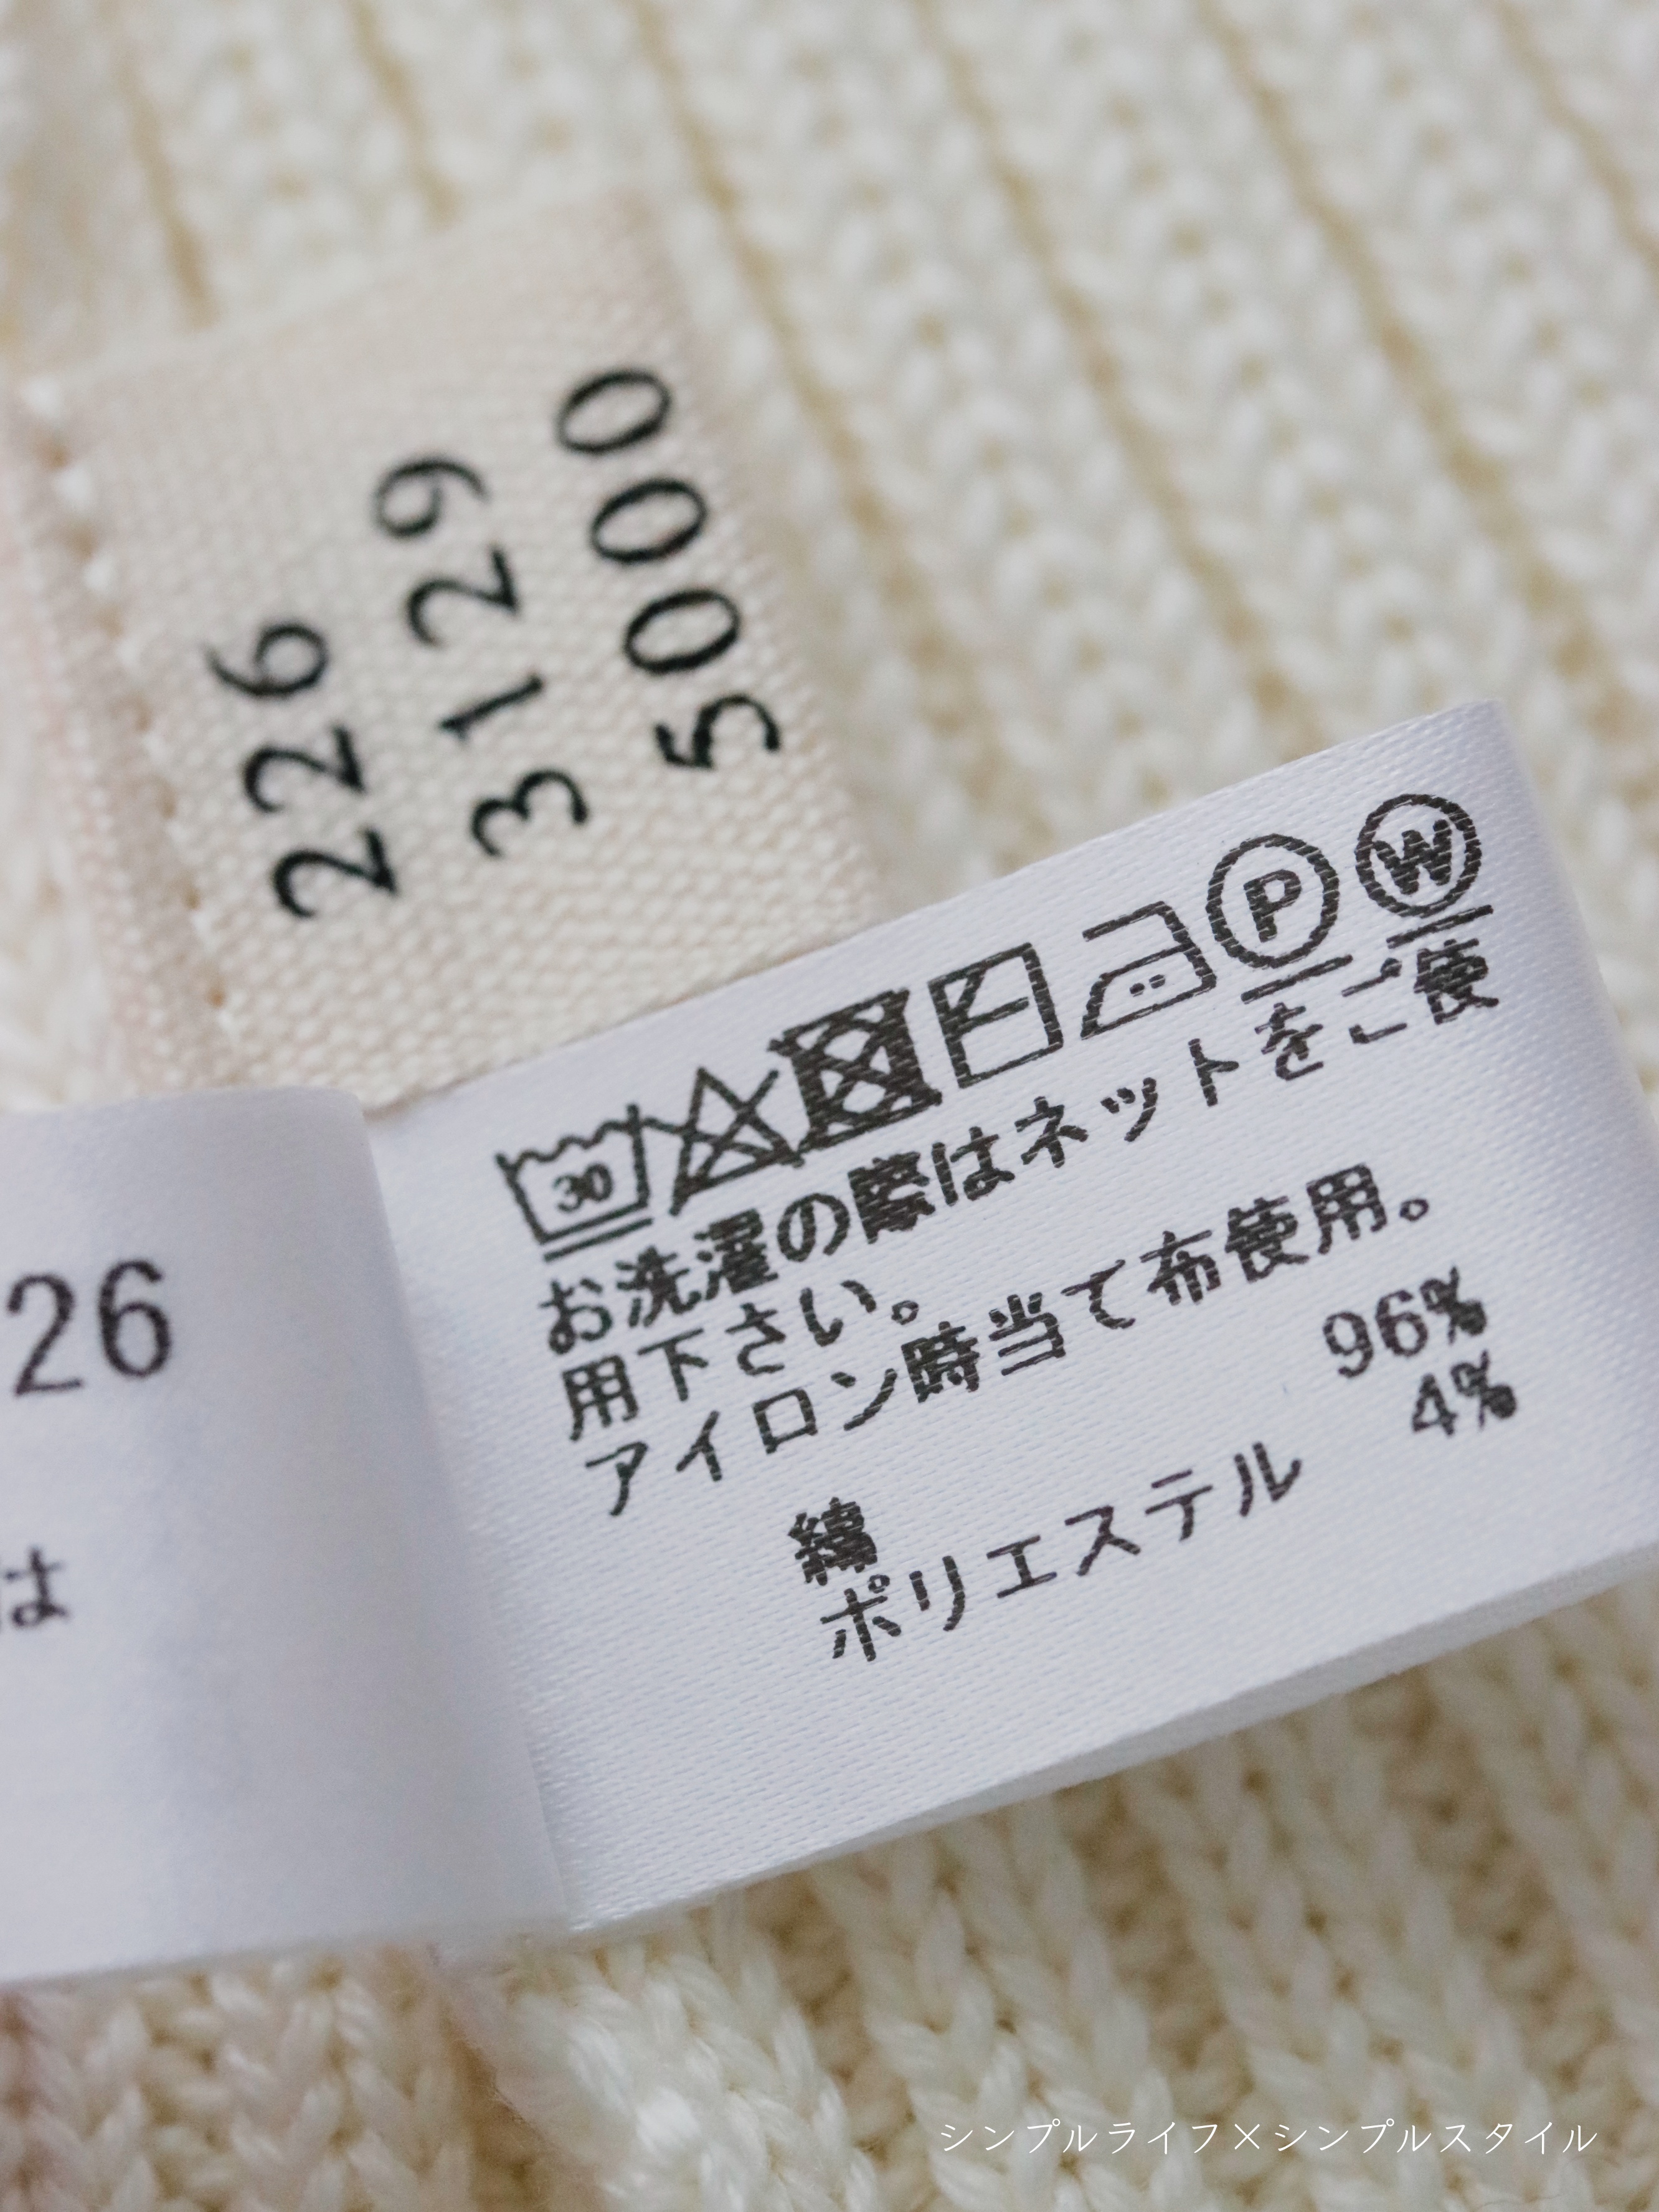 226
3129
5000
30
P
W
お洗濯の際はネットをご使
用下さい。
アイロン時当て布使用。
綿 96%
ポリエステル 4%
26
は
シンプルライフ×シンプルスタイル